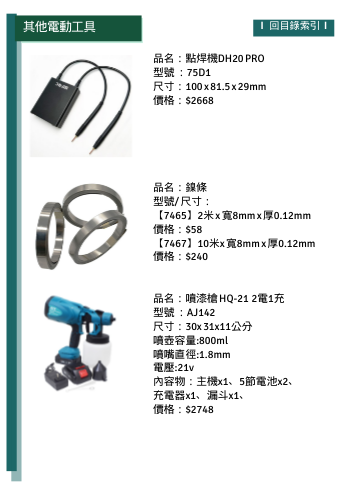 其他電動工具
I 回目錄索引 I
品名：點焊機DH20 PRO
型號 ：75D1
尺寸：100 x 81.5 x 29mm
價格：$2668
品名：鎳條
型號/ 尺寸：
【7465】2米 x 寬8mm x 厚0.12mm
價格：$58
【7467】10米x 寬8mm x 厚0.12mm
價格：$240
品名：噴漆槍 HQ-21 2電1充
型號 ：AJ142
尺寸：30x 31x11公分
噴壺容量:800ml
噴嘴直徑:1.8mm
電壓:21v
內容物：主機x1、5節電池x2、
充電器x1、漏斗x1、
價格：$2748